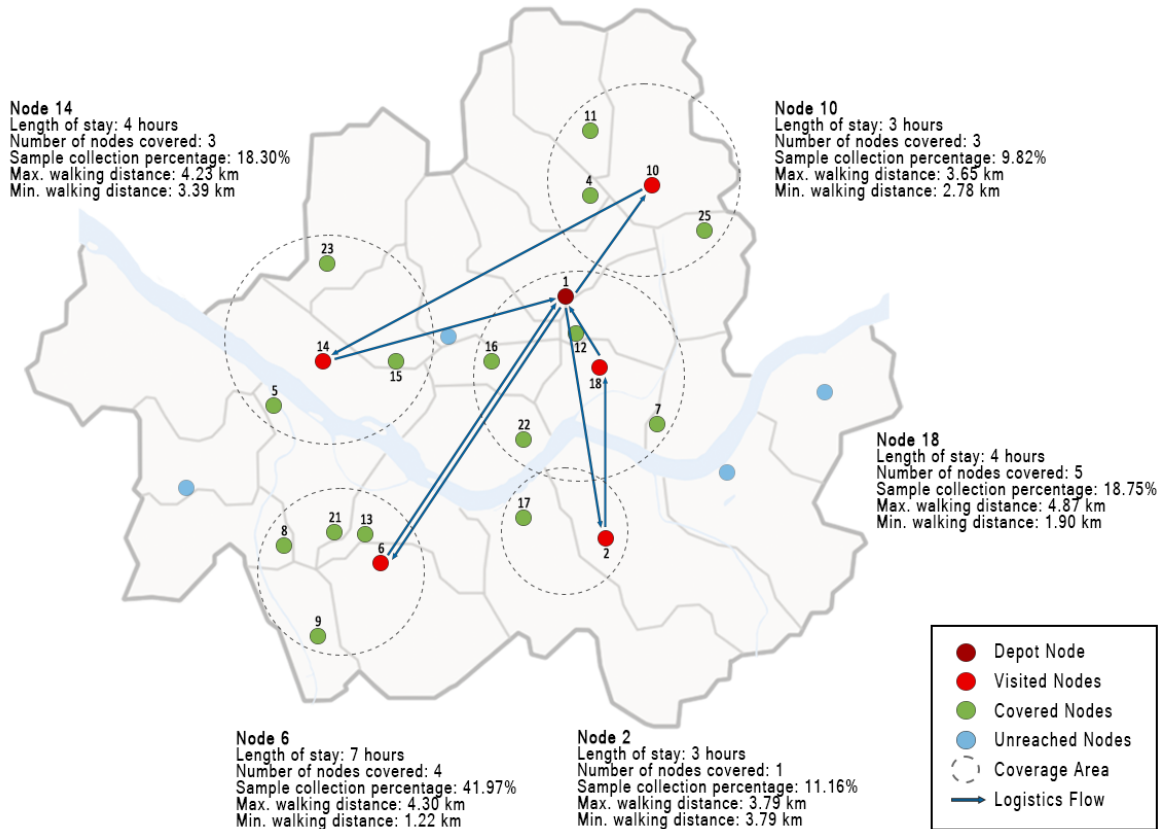 Node 14
Length of stay: 4 hours
Number of nodes covered: 3
Sample collection percentage: 18.30%
Max. walking distance: 4.23 km
Min. walking distance: 3.39 km
Node 10
Length of stay: 3 hours
Number of nodes covered: 3
Sample collection percentage: 9.82%
Max. walking distance: 3.65 km
Min. walking distance: 2.78 km
11
10
4
25
23
1
14
15
16
12
18
5
7
22
17
2
8
21
13
6
9
Node 18
Length of stay: 4 hours
Number of nodes covered: 5
Sample collection percentage: 18.75%
Max. walking distance: 4.87 km
Min. walking distance: 1.90 km
Node 6
Length of stay: 7 hours
Number of nodes covered: 4
Sample collection percentage: 41.97%
Max. walking distance: 4.30 km
Min. walking distance: 1.22 km
Node 2
Length of stay: 3 hours
Number of nodes covered: 1
Sample collection percentage: 11.16%
Max. walking distance: 3.79 km
Min. walking distance: 3.79 km
Depot Node
Visited Nodes
Covered Nodes
Unreached Nodes
Coverage Area
Logistics Flow